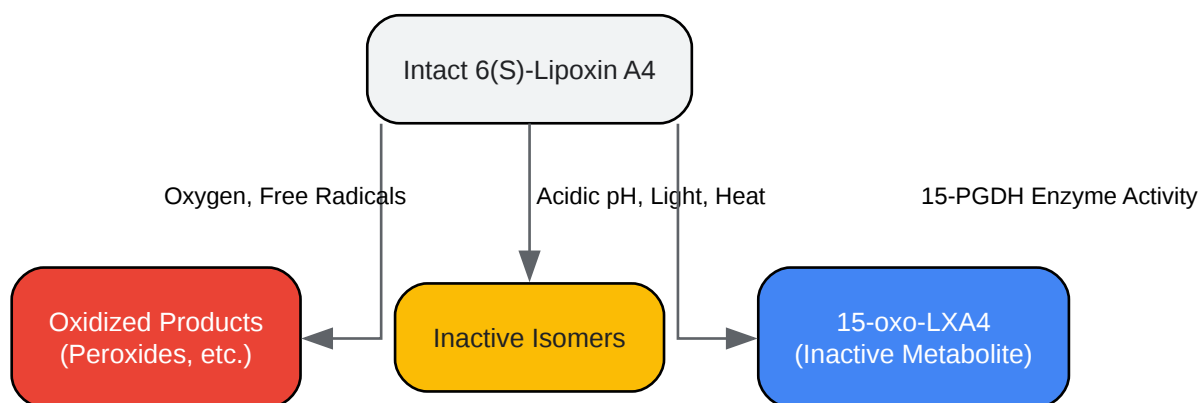 Intact 6(S)-Lipoxin A4
Oxygen, Free Radicals
Acidic pH, Light, Heat
15-PGDH Enzyme Activity
Oxidized Products
(Peroxides, etc.)
Inactive Isomers
15-oxo-LXA4
(Inactive Metabolite)